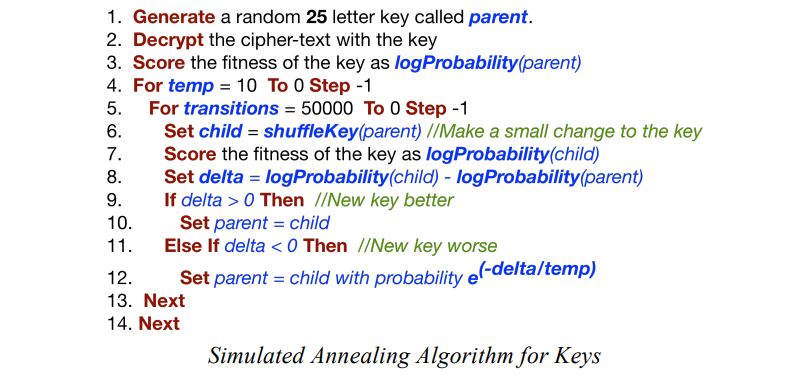 1. Generate a random 25 letter key called parent.
2. Decrypt the cipher-text with the key
3. Score the fitness of the key as logProbability(parent)
4. For temp = 10 To 0 Step -1
5. For transitions = 50000 To 0 Step -1
6. Set child = shuffleKey(parent) //Make a small change to the key
7. Score the fitness of the key as logProbability(child)
8. Set delta = logProbability(child) - logProbability(parent)
9. If delta > 0 Then //New key better
10. Set parent = child
11. Else If delta < 0 Then //New key worse
12. Set parent = child with probability e(-delta/temp)
13. Next
14. Next
Simulated Annealing Algorithm for Keys